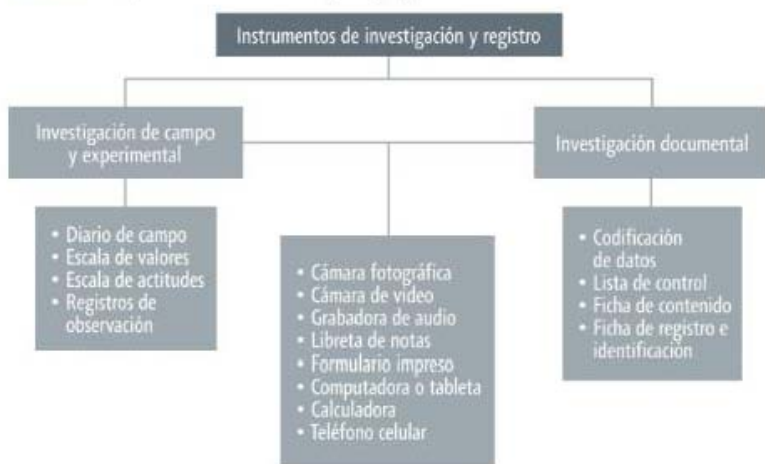 Instrumentos de investigación y registro
Investigación de campo
y experimental
Investigación documental
• Diario de campo
• Escala de valores
• Escala de actitudes
• Registros de
observación
• Cámara fotográfica
• Cámara de video
• Grabadora de audio
• Libreta de notas
• Formulario impreso
• Computadora o tableta
• Calculadora
• Teléfono celular
• Codificación
de datos
• Lista de control
• Ficha de contenido
• Ficha de registro e
identificación